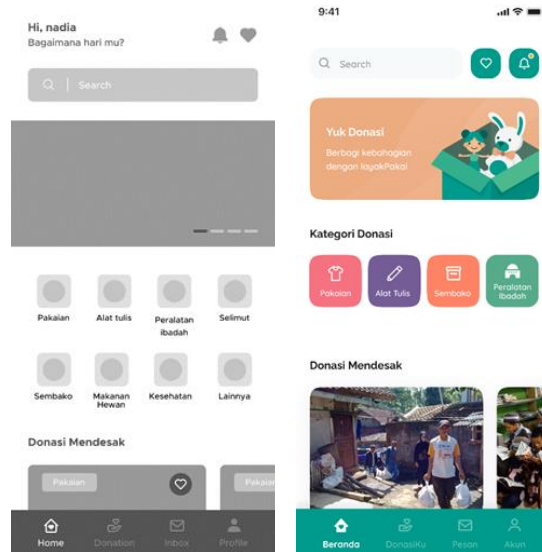 Hi, nadia
Bagaimana hari mu?
Search
Pakaian
Alat tulis
Peralatan
ibadah
Selimut
Sembako
Makanan
Hewan
Kesehatan
Lainnya
Donasi Mendesak
Pakaian
Pakaian
Home
Donation
Inbox
Profile
9:41
Search
Yuk Donasi
Berbagi kebahagian
dengan layakPakai
Kategori Donasi
Pakaian
Alat Tulis
Sembako
Peralatan
Ibadah
Donasi Mendesak
Beranda
DonasiKu
Pesan
Akun